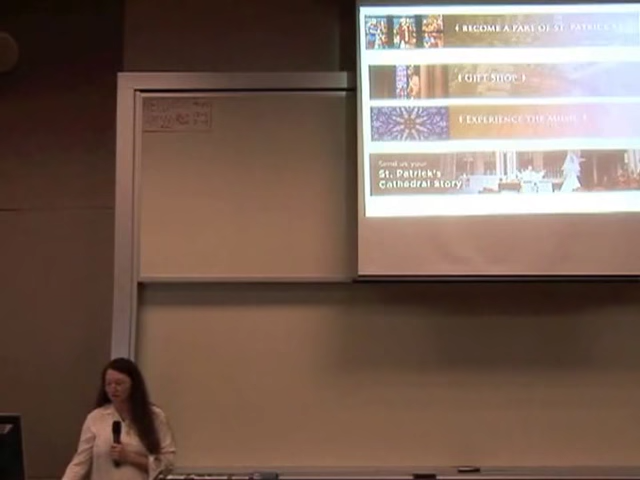 { BECOME A PART OF ST. PATRICK'S
{ GIFT SHOP }
{ EXPERIENCE THE MUSIC }
Send us your
St. Patrick's
Cathedral Story